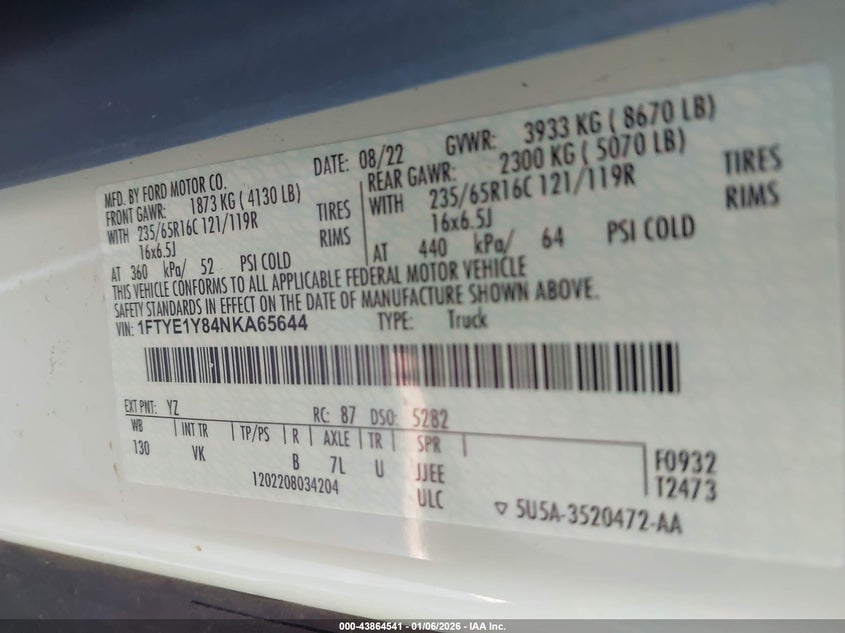 MFD. BY FORD MOTOR CO. DATE: 08/22 GVWR: 3933 KG ( 8670 LB)
FRONT GAWR: 1873 KG ( 4130 LB) REAR GAWR: 2300 KG ( 5070 LB)
WITH 235/65R16C 121/119R TIRES WITH 235/65R16C 121/119R TIRES
16x6.5J RIMS 16x6.5J RIMS
AT 360 kPa/ 52 PSI COLD AT 440 kPa/ 64 PSI COLD
THIS VEHICLE CONFORMS TO ALL APPLICABLE FEDERAL MOTOR VEHICLE
SAFETY STANDARDS IN EFFECT ON THE DATE OF MANUFACTURE SHOWN ABOVE.
VIN: 1FTYE1Y84NKA65644 TYPE: Truck
EXT PNT: YZ RC: 87 DSO: 5282
WB INT TR TP/PS R AXLE TR SPR
130 VK B 7L U JJEE F0932
1202208034204 ULC T2473
5U5A-3520472-AA
000-43864541 - 01/06/2026 - IAA Inc.